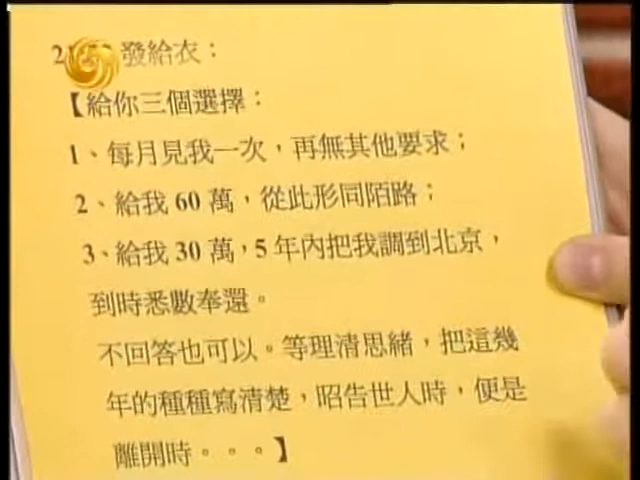 發給衣：
【給你三個選擇：
1、每月見我一次，再無其他要求；
2、給我 60 萬，從此形同陌路；
3、給我 30 萬，5 年內把我調到北京，
到時悉數奉還。
不回答也可以。等理清思緒，把這幾
年的種種寫清楚，昭告世人時，便是
離開時。。。】